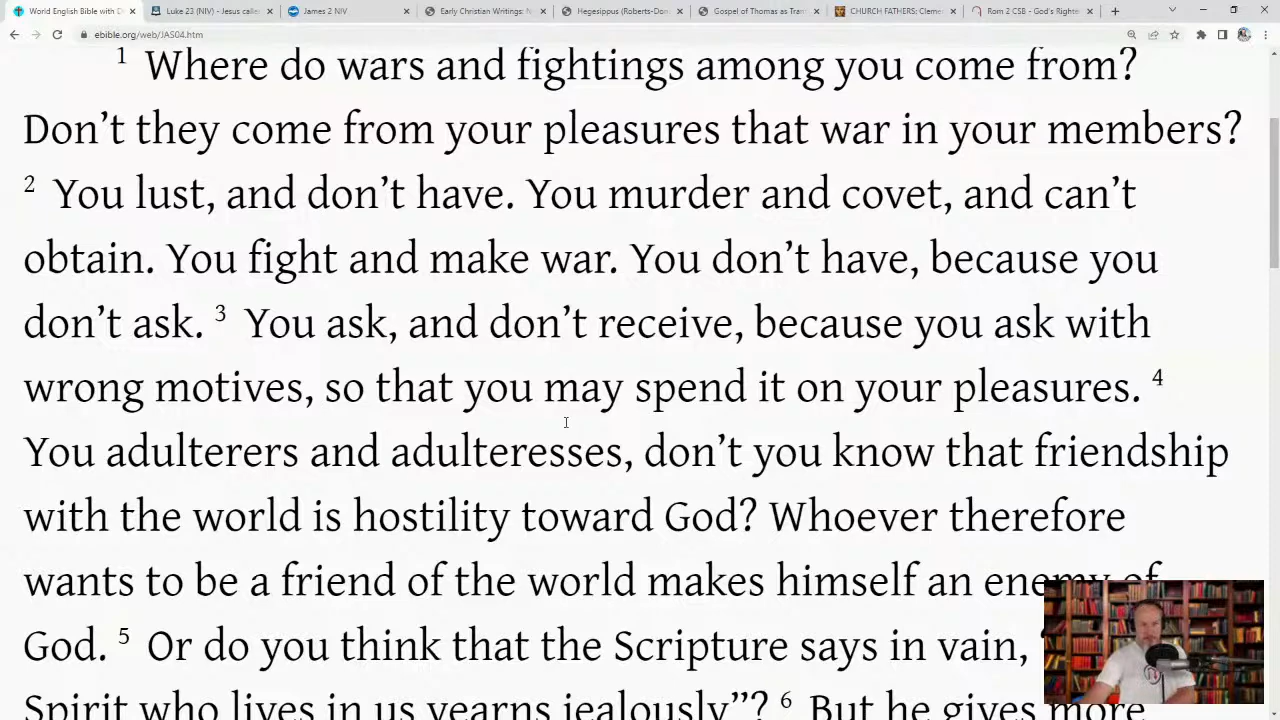 World English Bible with D
Luke 23 (NIV) - Jesus calle
James 2 NIV
Early Christian Writings: N
Hegesippus (Roberts-Don
Gospel of Thomas as Tran
CHURCH FATHERS: Cleme
Rom 2 CSB - God's Righte
ebible.org/web/JAS04.htm
1 Where do wars and fightings among you come from?
Don’t they come from your pleasures that war in your members?
2 You lust, and don’t have. You murder and covet, and can’t
obtain. You fight and make war. You don’t have, because you
don’t ask. 3 You ask, and don’t receive, because you ask with
wrong motives, so that you may spend it on your pleasures. 4
You adulterers and adulteresses, don’t you know that friendship
with the world is hostility toward God? Whoever therefore
wants to be a friend of the world makes himself an enemy of
God. 5 Or do you think that the Scripture says in vain,
Spirit who lives in us yearns jealously”? 6 But he gives more